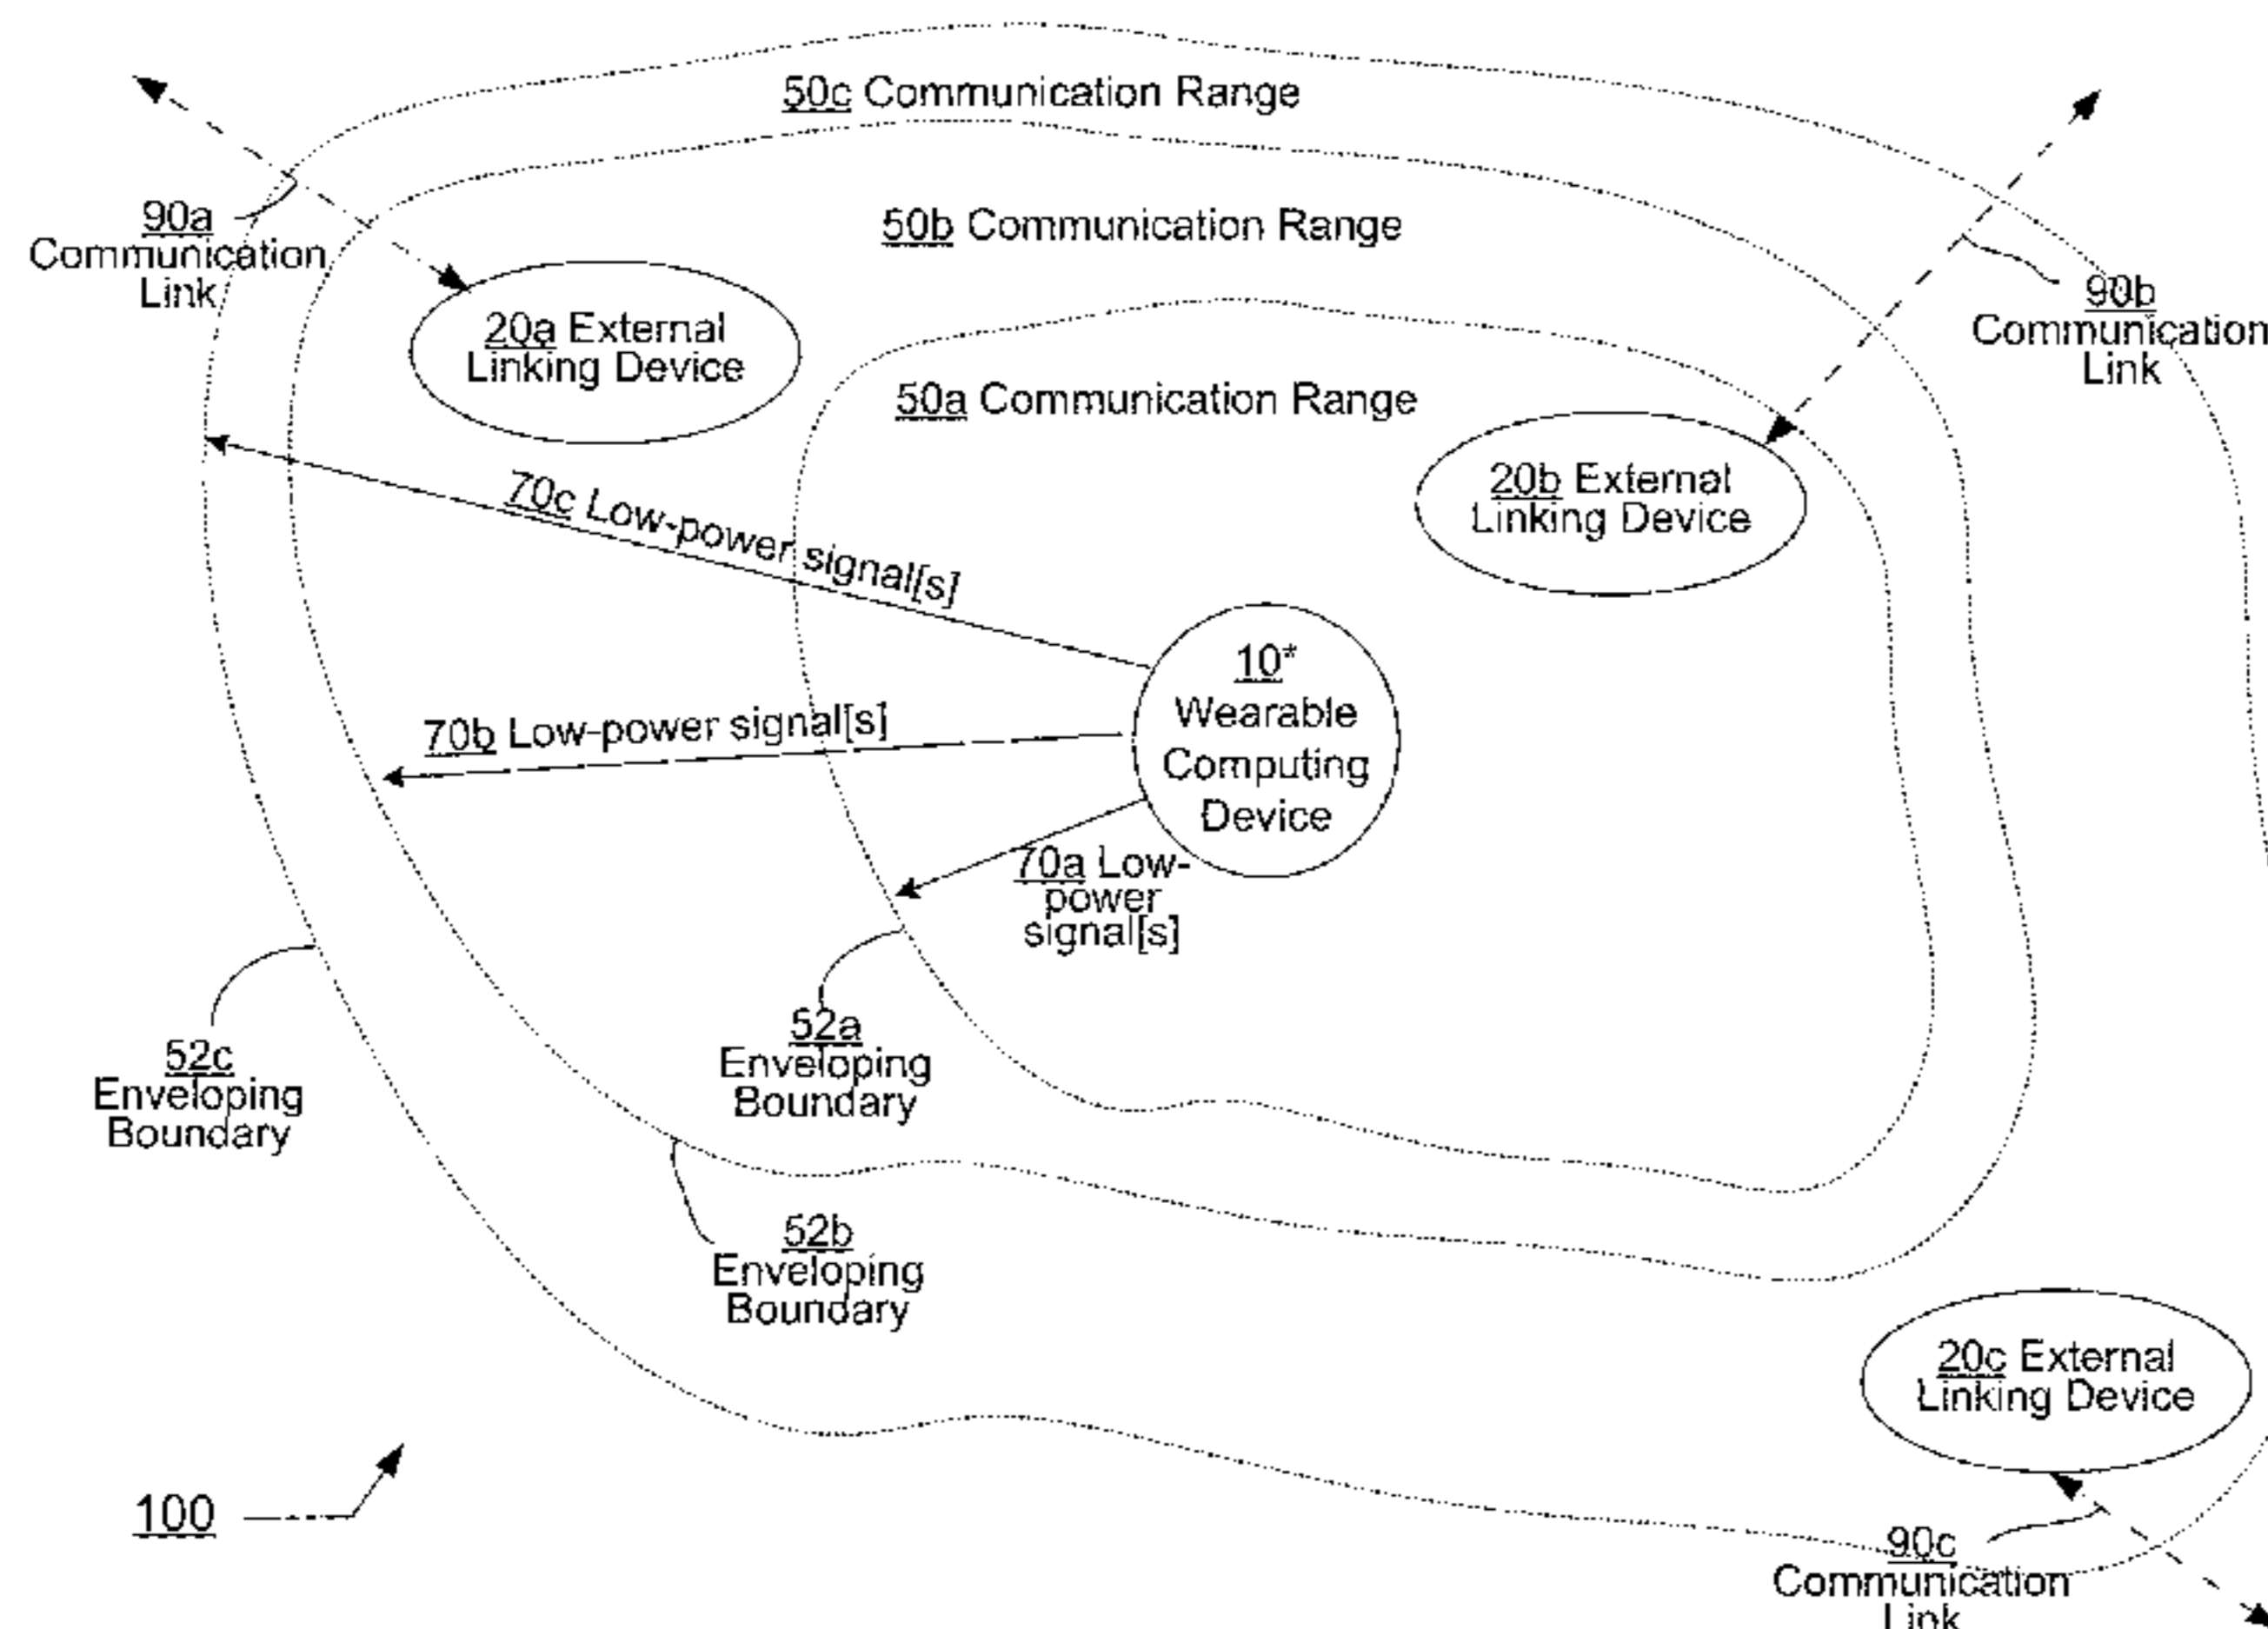 50c Communication Range
90a
Communication
Link
50b Communication Range
90b
Communication
Link
20a External
Linking Device
50a Communication Range
20b External
Linking Device
70c Low-power signal[s]
10*
Wearable
Computing
Device
70b Low-power signal[s]
70a Low-
power
signal[s]
52a
Enveloping
Boundary
52c
Enveloping
Boundary
52b
Enveloping
Boundary
20c External
Linking Device
100
90c
Communication
Link